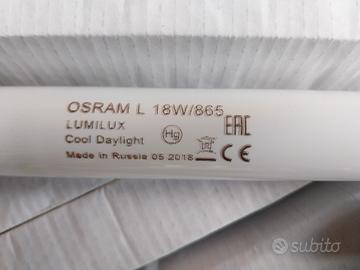 OSRAM L 18W/865
LUMILUX
Cool Daylight
Made in Russia 05 2018
Hg
EAC
CE
subito